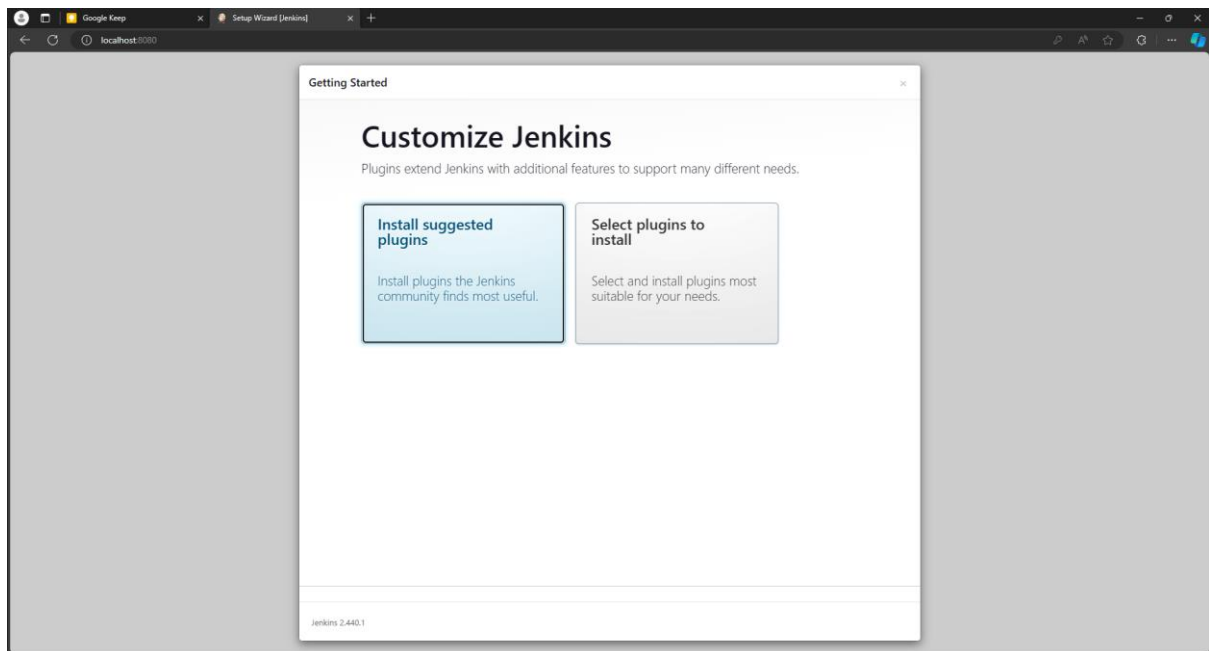 Google Keep
Setup Wizard [Jenkins]
localhost:8080
Getting Started
Customize Jenkins
Plugins extend Jenkins with additional features to support many different needs.
Install suggested
plugins
Install plugins the Jenkins
community finds most useful.
Select plugins to
install
Select and install plugins most
suitable for your needs.
Jenkins 2.440.1